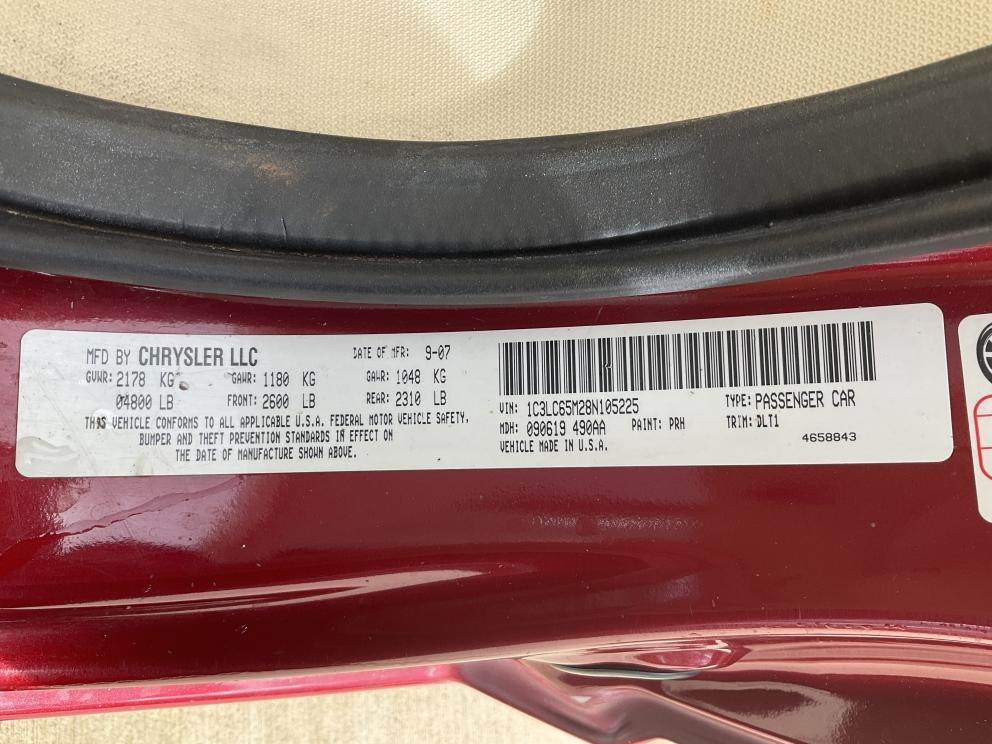 MFD BY CHRYSLER LLC DATE OF MFR: 9-07
GVWR: 2178 KG GAWR: 1180 KG GAWR: 1048 KG
04800 LB FRONT: 2600 LB REAR: 2310 LB
THIS VEHICLE CONFORMS TO ALL APPLICABLE U.S.A. FEDERAL MOTOR VEHICLE SAFETY,
BUMPER AND THEFT PREVENTION STANDARDS IN EFFECT ON
THE DATE OF MANUFACTURE SHOWN ABOVE.
VIN: 1C3LC65M28N105225 TYPE: PASSENGER CAR
MDH: 090619 490AA PAINT: PRH TRIM: DLT1
VEHICLE MADE IN U.S.A. 4658843